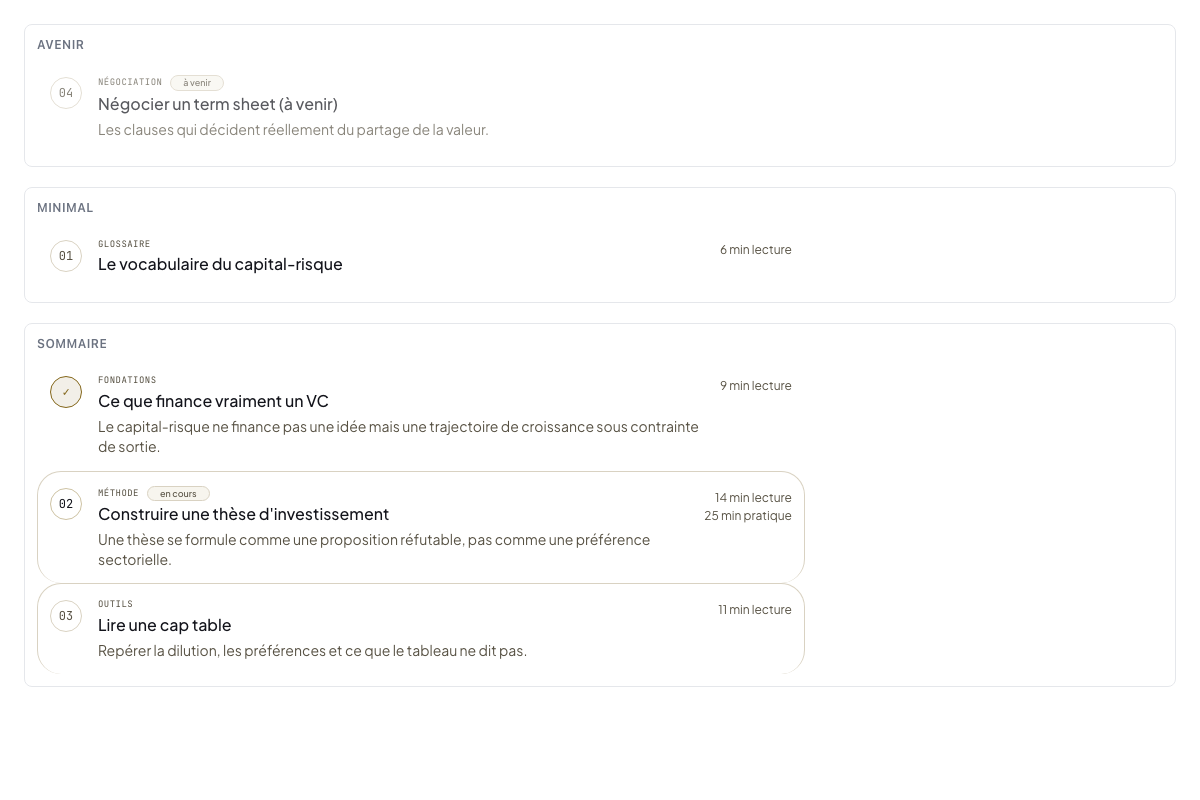 AVENIR
04
NÉGOCIATION à venir
Négocier un term sheet (à venir)
Les clauses qui décident réellement du partage de la valeur.
MINIMAL
01
GLOSSAIRE
6 min lecture
Le vocabulaire du capital-risque
SOMMAIRE
✓
FONDATIONS
9 min lecture
Ce que finance vraiment un VC
Le capital-risque ne finance pas une idée mais une trajectoire de croissance sous contrainte
de sortie.
02
MÉTHODE en cours
14 min lecture
Construire une thèse d'investissement
25 min pratique
Une thèse se formule comme une proposition réfutable, pas comme une préférence
sectorielle.
03
OUTILS
11 min lecture
Lire une cap table
Repérer la dilution, les préférences et ce que le tableau ne dit pas.